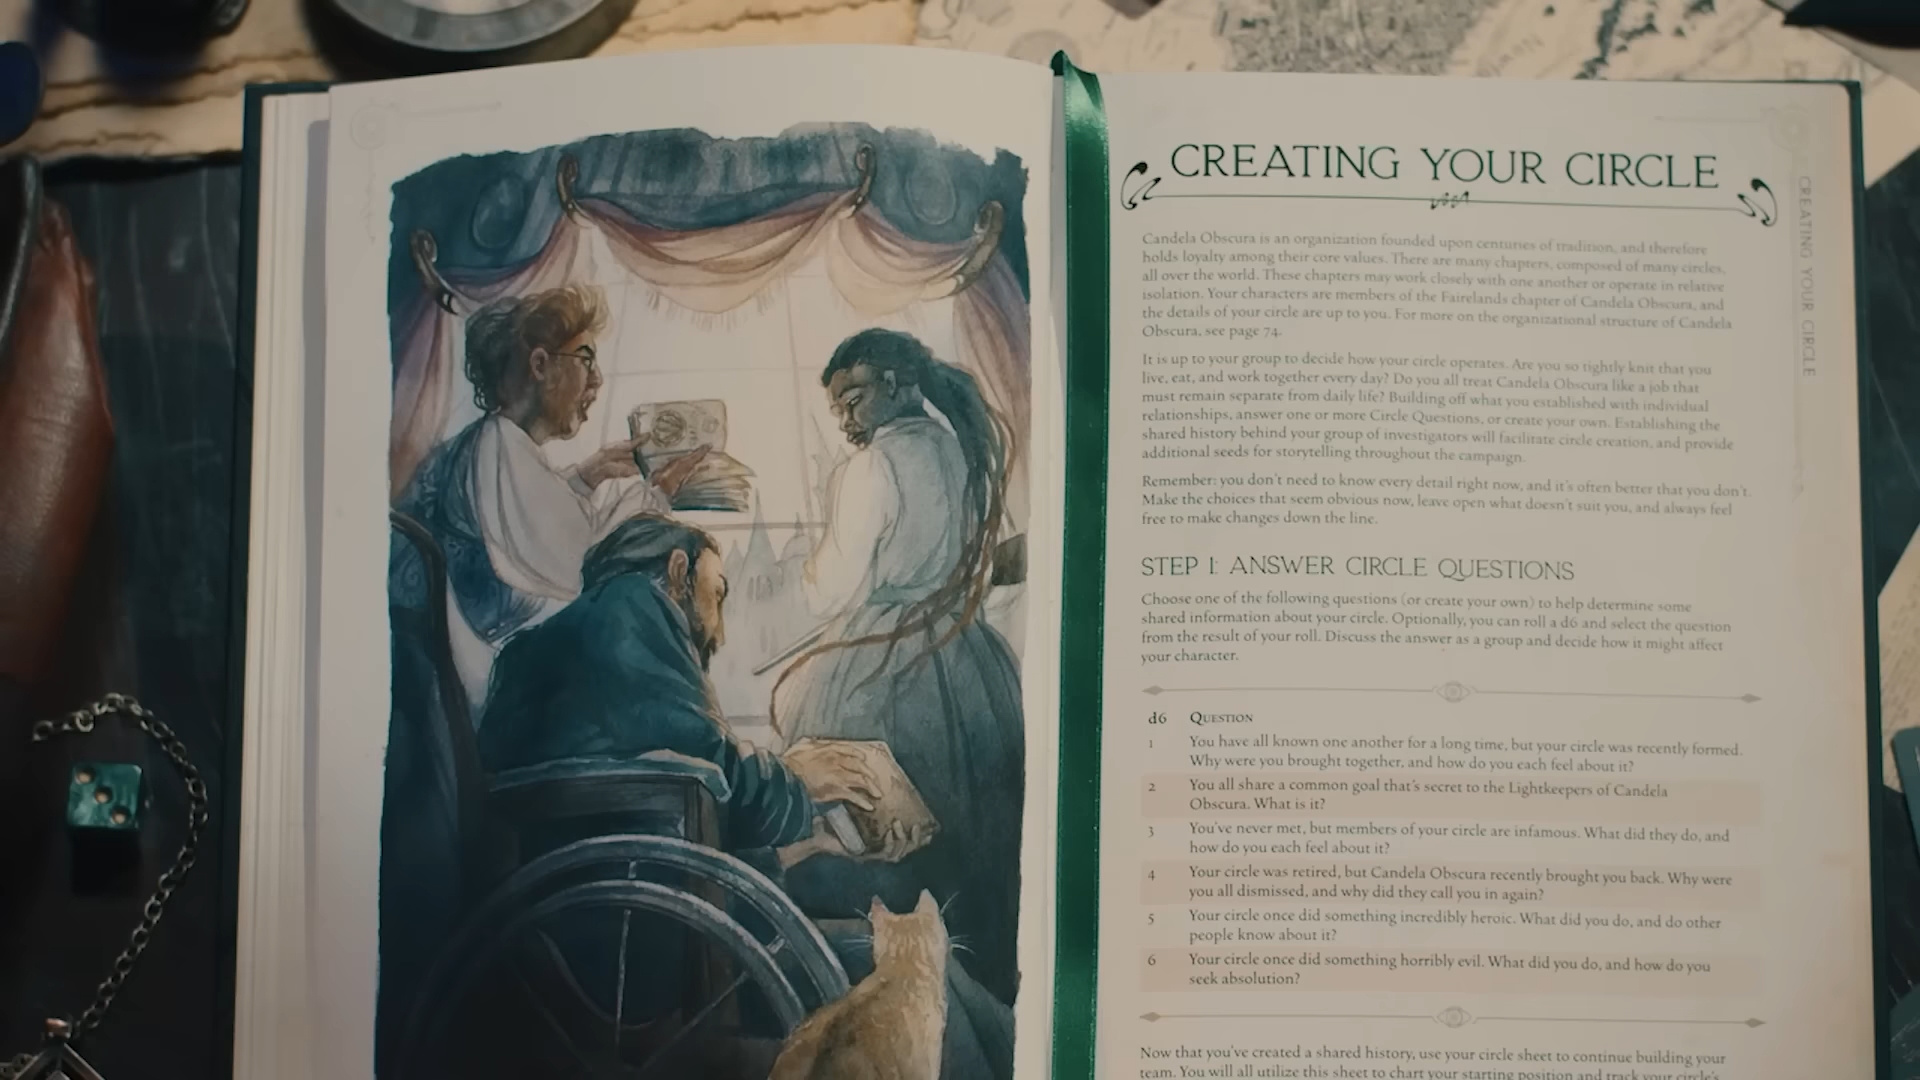 CREATING YOUR CIRCLE
Candela Obscura is an organization founded upon centuries of tradition, and therefore
holds loyalty among their core values. There are many chapters, composed of many circles,
all over the world. These chapters may work closely with one another or operate in relative
isolation. Your characters are members of the Fairelands chapter of Candela Obscura, and
the details of your circle are up to you. For more on the organizational structure of Candela
Obscura, see page 74.
It is up to your group to decide how your circle operates. Are you so tightly knit that you
live, eat, and work together every day? Do you all treat Candela Obscura like a job that
must remain separate from daily life? Building off what you established with individual
relationships, answer one or more Circle Questions, or create your own. Establishing the
shared history behind your group of investigators will facilitate circle creation, and provide
additional seeds for storytelling throughout the campaign.
Remember: you don't need to know every detail right now, and it's often better that you don't.
Make the choices that seem obvious now, leave open what doesn't suit you, and always feel
free to make changes down the line.
STEP 1: ANSWER CIRCLE QUESTIONS
Choose one of the following questions (or create your own) to help determine some
shared information about your circle. Optionally, you can roll a d6 and select the question
from the result of your roll. Discuss the answer as a group and decide how it might affect
your character.
d6 QUESTION
1 You have all known one another for a long time, but your circle was recently formed.
Why were you brought together, and how do you each feel about it?
2 You all share a common goal that's secret to the Lightkeepers of Candela
Obscura. What is it?
3 You've never met, but members of your circle are infamous. What did they do, and
how do you each feel about it?
4 Your circle was retired, but Candela Obscura recently brought you back. Why were
you all dismissed, and why did they call you in again?
5 Your circle once did something incredibly heroic. What did you do, and do other
people know about it?
6 Your circle once did something horribly evil. What did you do, and how do you
seek absolution?
Now that you've created a shared history, use your circle sheet to continue building your
team. You will all utilize this sheet to chart your starting position and track your circle's
CREATING YOUR CIRCLE